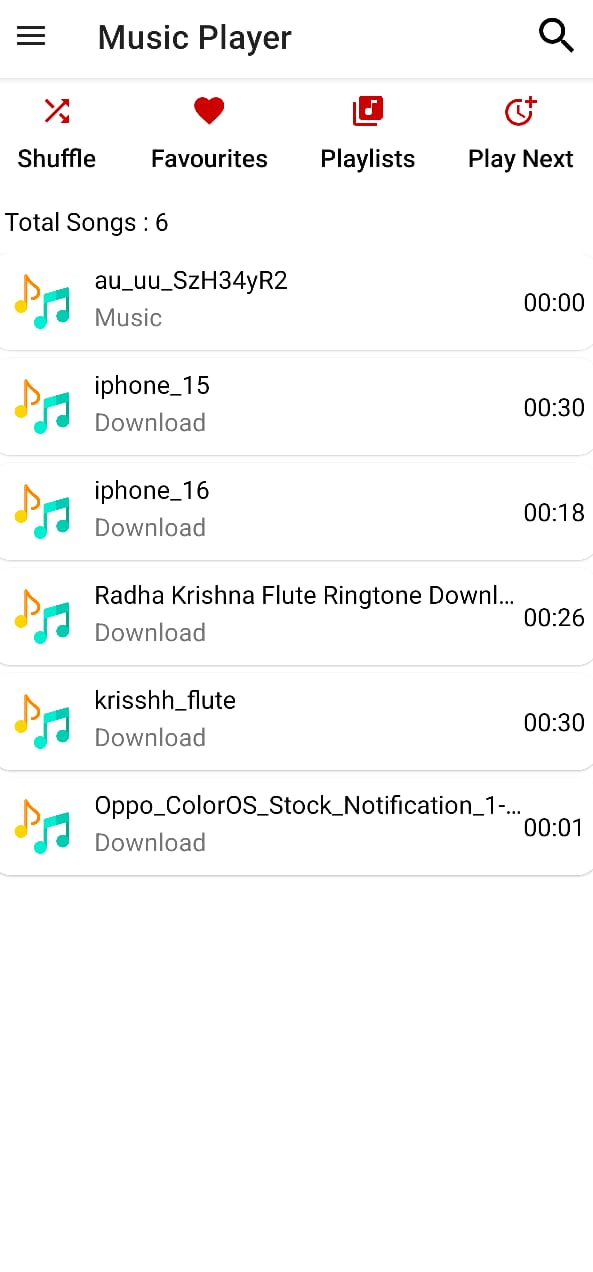 Music Player
Shuffle Favourites Playlists Play Next
Total Songs : 6
au_uu_SzH34yR2
Music
00:00
iphone_15
Download
00:30
iphone_16
Download
00:18
Radha Krishna Flute Ringtone Downl...
Download
00:26
krisshh_flute
Download
00:30
Oppo_ColorOS_Stock_Notification_1-...
Download
00:01